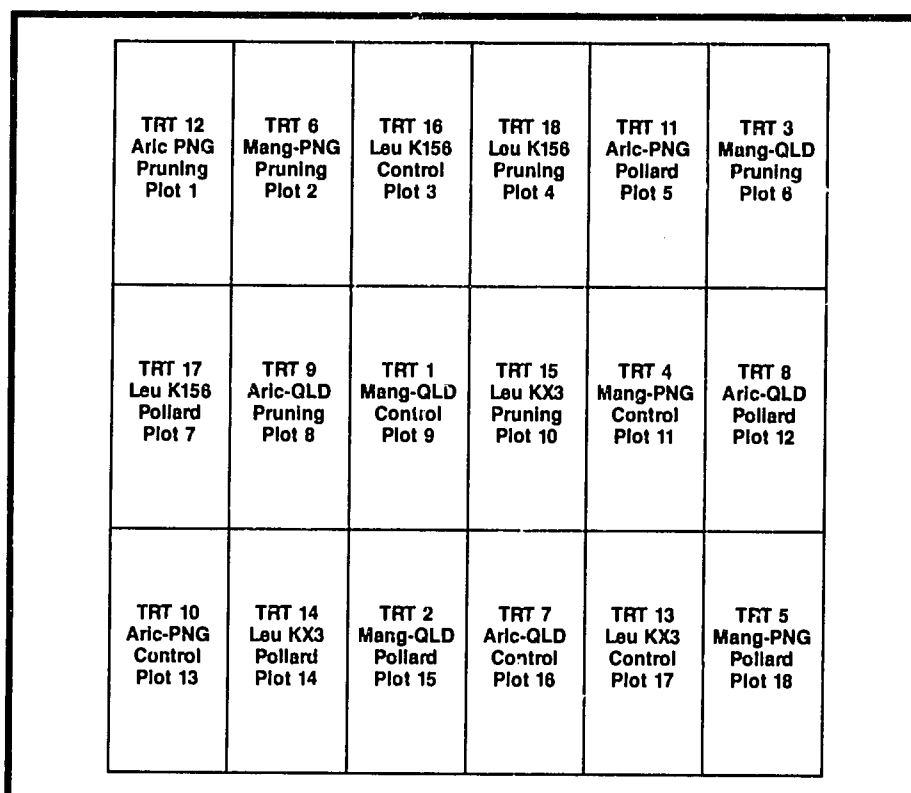 TRT 12
Aric PNG
Pruning
Plot 1
TRT 6
Mang-PNG
Pruning
Plot 2
TRT 16
Leu K156
Control
Plot 3
TRT 18
Leu K156
Pruning
Plot 4
TRT 11
Aric-PNG
Pollard
Plot 5
TRT 3
Mang-QLD
Pruning
Plot 6
TRT 17
Leu K156
Pollard
Plot 7
TRT 9
Aric-QLD
Pruning
Plot 8
TRT 1
Mang-QLD
Control
Plot 9
TRT 15
Leu KX3
Pruning
Plot 10
TRT 4
Mang-PNG
Control
Plot 11
TRT 8
Aric-QLD
Pollard
Plot 12
TRT 10
Aric-PNG
Control
Plot 13
TRT 14
Leu KX3
Pollard
Plot 14
TRT 2
Mang-QLD
Pollard
Plot 15
TRT 7
Aric-QLD
Control
Plot 16
TRT 13
Leu KX3
Control
Plot 17
TRT 5
Mang-PNG
Pollard
Plot 18